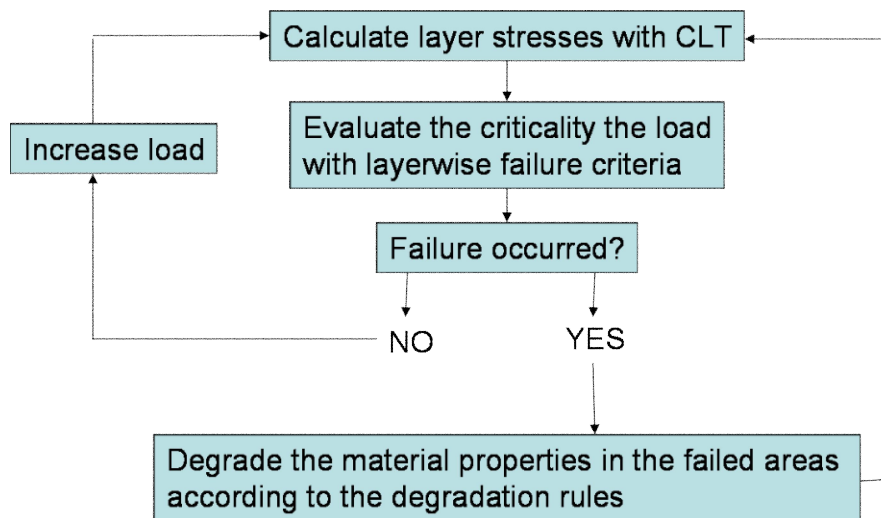 Calculate layer stresses with CLT
Evaluate the criticality the load
with layerwise failure criteria
Increase load
Failure occurred?
NO
YES
Degrade the material properties in the failed areas
according to the degradation rules